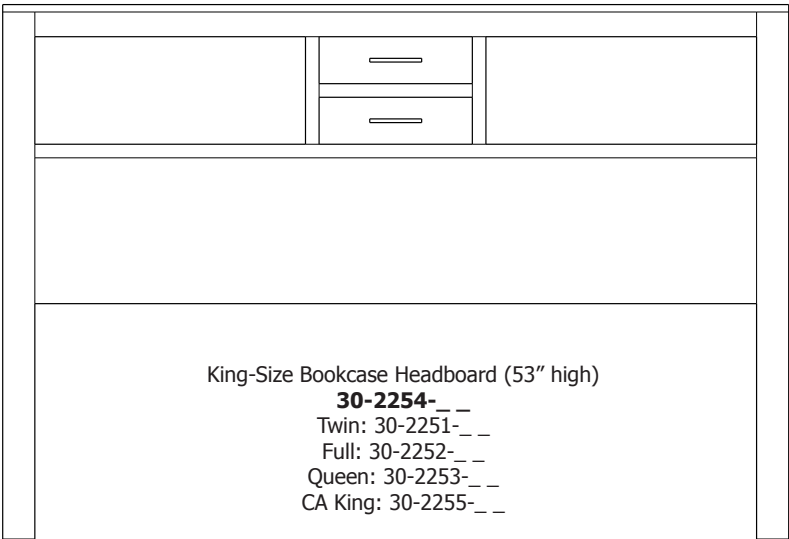 King-Size Bookcase Headboard (53” high)
30-2254-_ _
Twin: 30-2251-_ _
Full: 30-2252-_ _
Queen: 30-2253-_ _
CA King: 30-2255-_ _